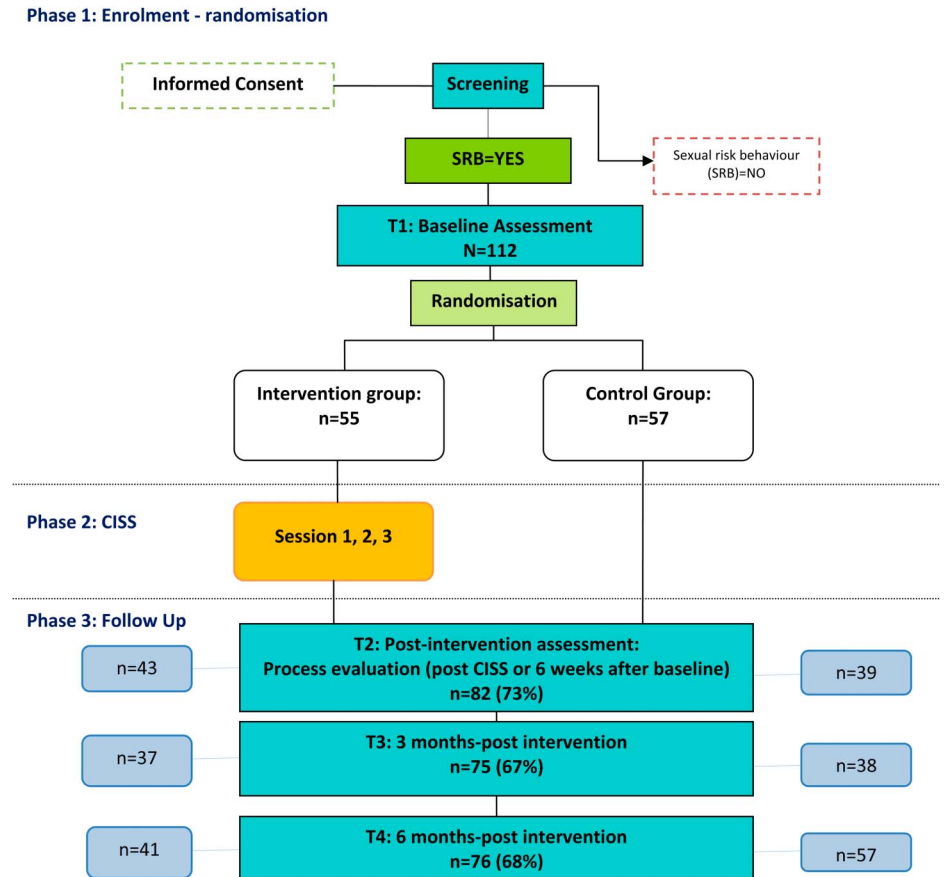 Phase 1: Enrolment - randomisation
Informed Consent
Screening
SRB=YES
Sexual risk behaviour
(SRB)=NO
T1: Baseline Assessment
N=112
Randomisation
Intervention group:
n=55
Control Group:
n=57
Phase 2: CISS
Session 1, 2, 3
Phase 3: Follow Up
T2: Post-intervention assessment:
Process evaluation (post CISS or 6 weeks after baseline)
n=82 (73%)
n=43
n=39
T3: 3 months-post intervention
n=75 (67%)
n=37
n=38
T4: 6 months-post intervention
n=76 (68%)
n=41
n=57